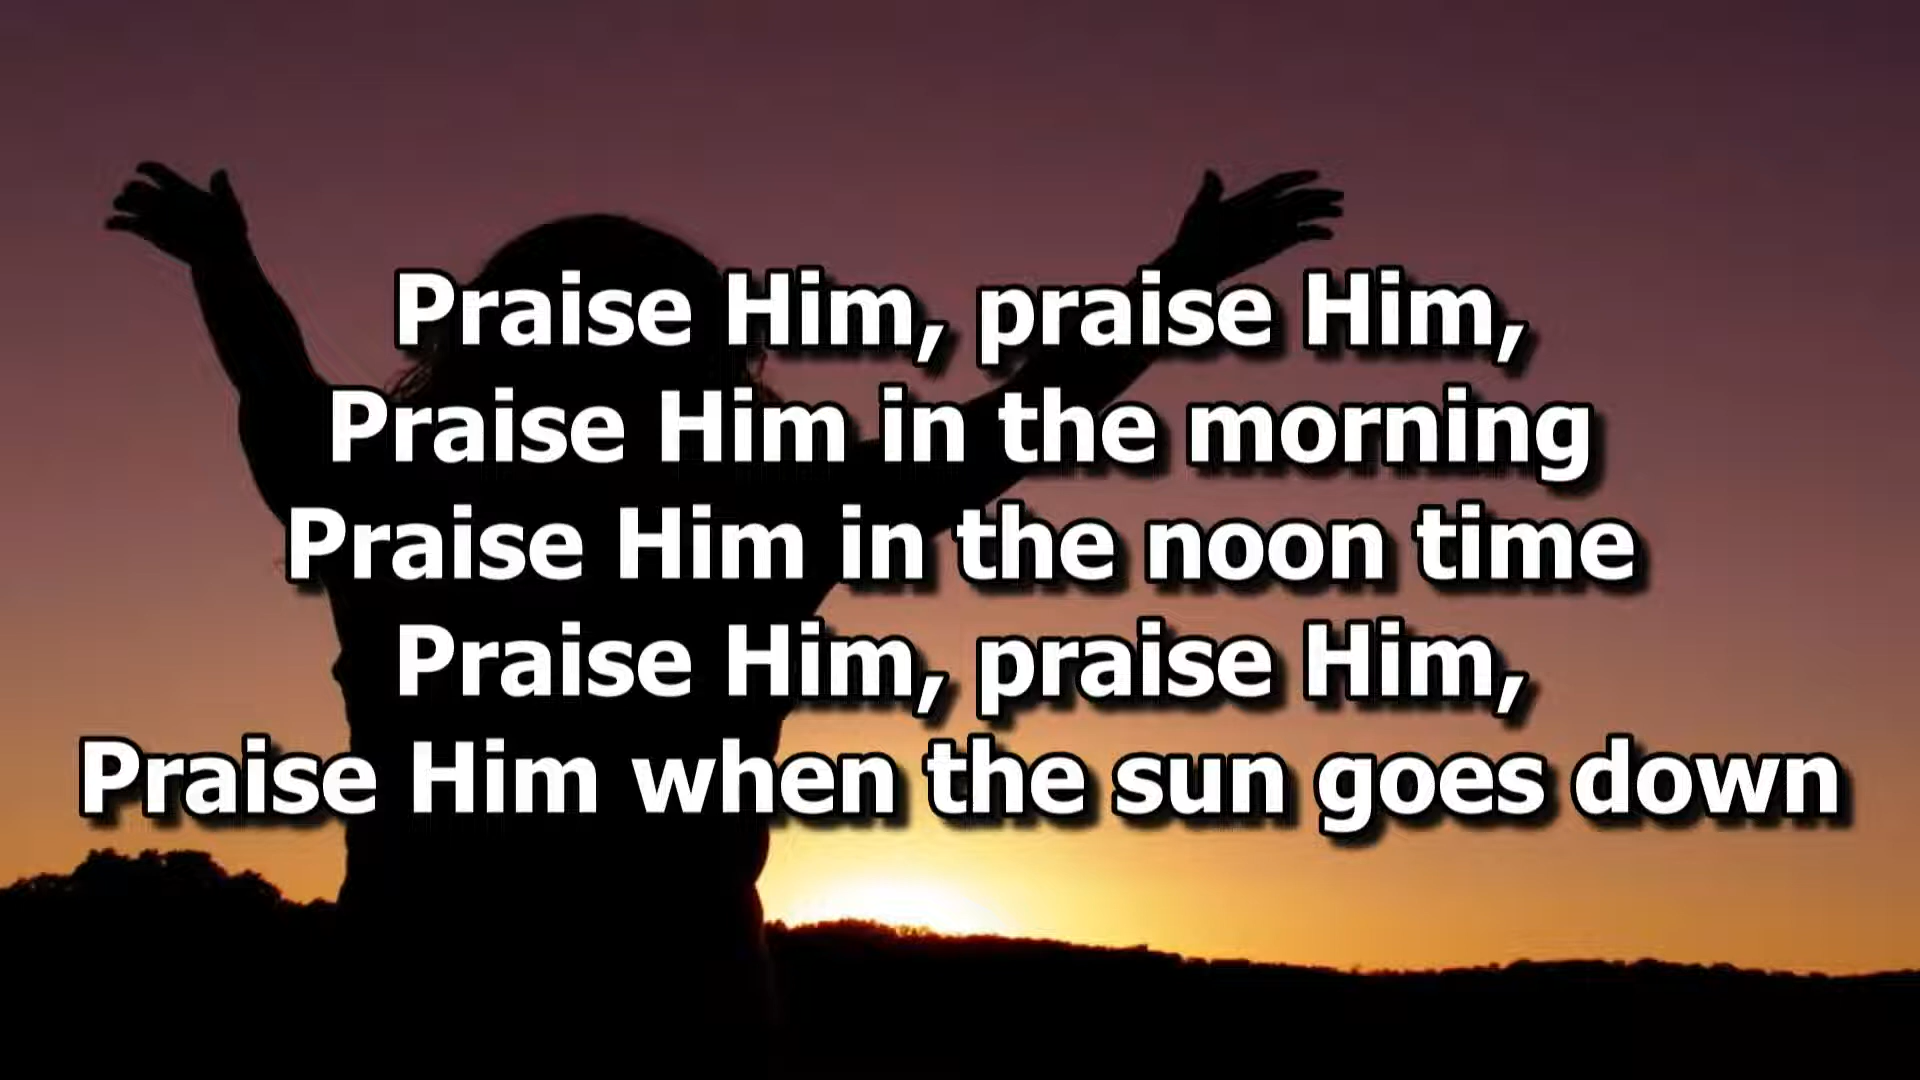 Praise Him, praise Him,
Praise Him in the morning
Praise Him in the noon time
Praise Him, praise Him,
Praise Him when the sun goes down